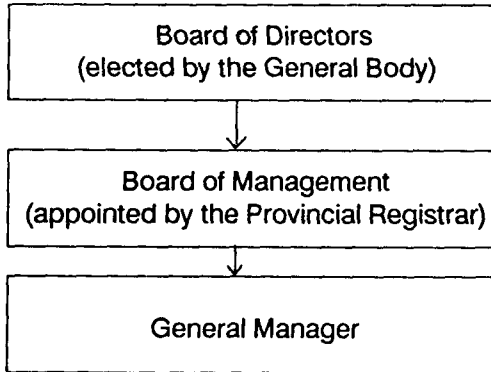 Board of Directors
(elected by the General Body)
Board of Management
(appointed by the Provincial Registrar)
General Manager